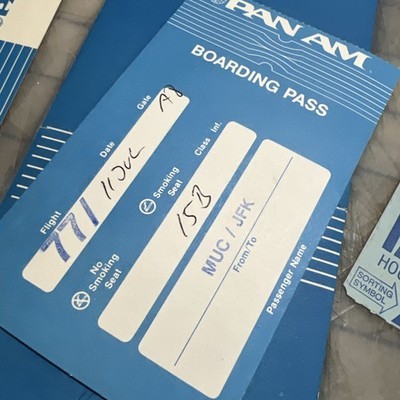 PAN AM
BOARDING PASS
Flight
Date
Gate
771
11 JUL
A8
No Smoking Seat
Smoking Seat
Class Int.
15B
MUC / JFK
From/To
Passenger Name
SORTING
SYMBOL